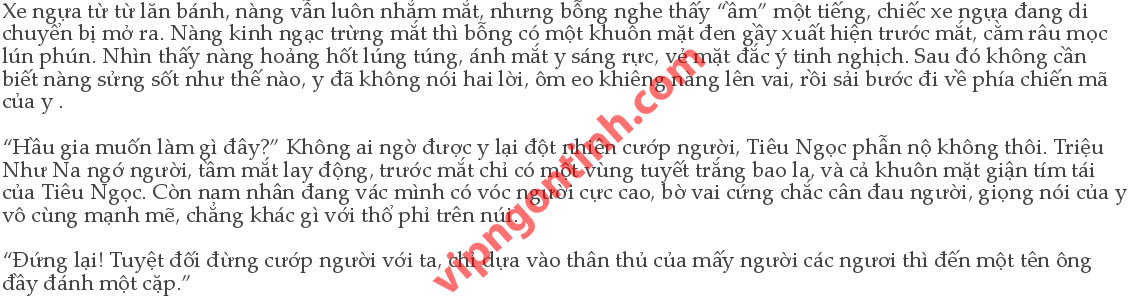 Xe ngựa từ từ lăn bánh, nàng vẫn luôn nhắm mắt, nhưng bỗng nghe thấy “ầm” một tiếng, chiếc xe ngựa đang di
chuyển bị mở ra. Nàng kinh ngạc trừng mắt thì bỗng có một khuôn mặt đen gầy xuất hiện trước mắt, cằm râu mọc
lún phún. Nhìn thấy nàng hoảng hốt lúng túng, ánh mắt y sáng rực, vẻ mặt đắc ý tinh nghịch. Sau đó không cần
biết nàng sửng sốt như thế nào, y đã không nói hai lời, ôm eo khiêng nàng lên vai, rồi sải bước đi về phía chiến mã
của y .
“Hầu gia muốn làm gì đây?” Không ai ngờ được y lại đột nhiên cướp người, Tiêu Ngọc phẫn nộ không thôi. Triệu
Như Na ngớ người, tầm mắt lay động, trước mắt chỉ có một vùng tuyết trắng bao la, và cả khuôn mặt giận tím tái
của Tiêu Ngọc. Còn nam nhân đang vác mình có vóc người cực cao, bờ vai cứng chắc cân đau người, giọng nói của y
vô cùng mạnh mẽ, chẳng khác gì với thổ phỉ trên núi.
“Đứng lại! Tuyệt đối đừng cướp người với ta, chỉ dựa vào thân thủ của mấy người các ngươi thì đến một tên ông
đây đánh một cặp.”
vipngontinh.com